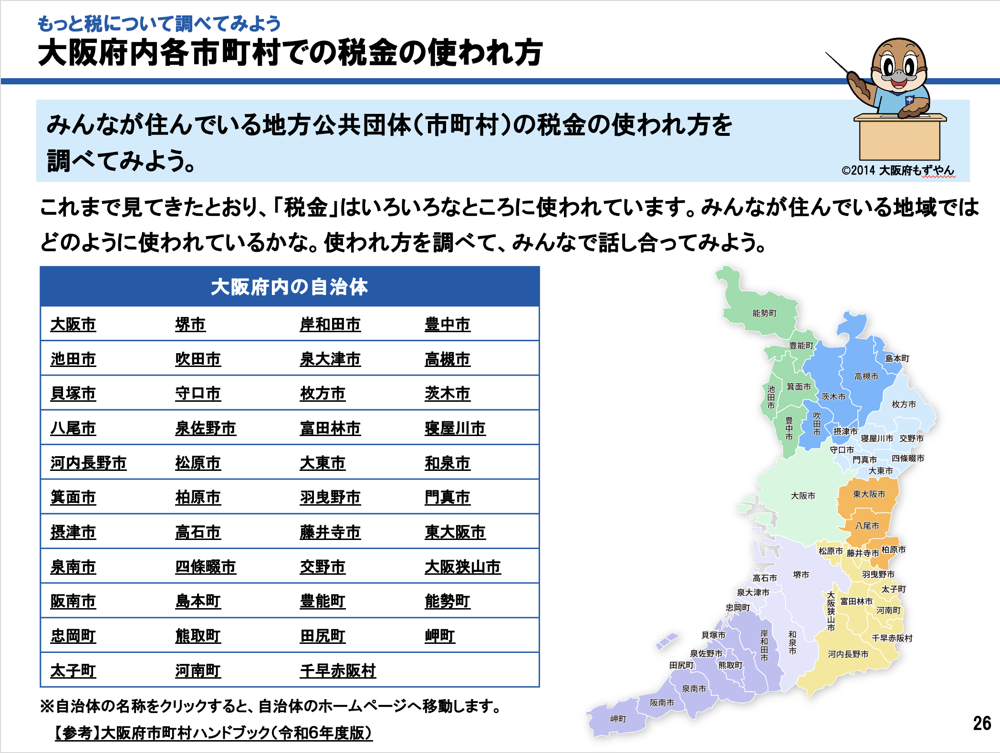 もっと税について調べてみよう
大阪府内各市町村での税金の使われ方
みんなが住んでいる地方公共団体（市町村）の税金の使われ方を
調べてみよう。
©2014 大阪府もずやん
これまで見てきたとおり、「税金」はいろいろなところに使われています。みんなが住んでいる地域では
どのように使われているかな。使われ方を調べて、みんなで話し合ってみよう。
大阪府内の自治体
大阪市 堺市 岸和田市 豊中市
池田市 吹田市 泉大津市 高槻市
貝塚市 守口市 枚方市 茨木市
八尾市 泉佐野市 富田林市 寝屋川市
河内長野市 松原市 大東市 和泉市
箕面市 柏原市 羽曳野市 門真市
摂津市 高石市 藤井寺市 東大阪市
泉南市 四條畷市 交野市 大阪狭山市
阪南市 島本町 豊能町 能勢町
忠岡町 熊取町 田尻町 岬町
太子町 河南町 千早赤阪村
※自治体の名称をクリックすると、自治体のホームページへ移動します。
【参考】大阪府市町村ハンドブック（令和6年度版）
能勢町
豊能町
島本町
高槻市
箕面市
池田市
茨木市
枚方市
豊中市
吹田市
摂津市
寝屋川市
交野市
守口市
門真市
四條畷市
大東市
大阪市
東大阪市
八尾市
松原市
藤井寺市
柏原市
堺市
高石市
羽曳野市
太子町
泉大津市
大阪狭山市
富田林市
忠岡町
河南町
貝塚市
岸和田市
和泉市
千早赤阪村
泉佐野市
河内長野市
田尻町
熊取町
泉南市
阪南市
岬町
26